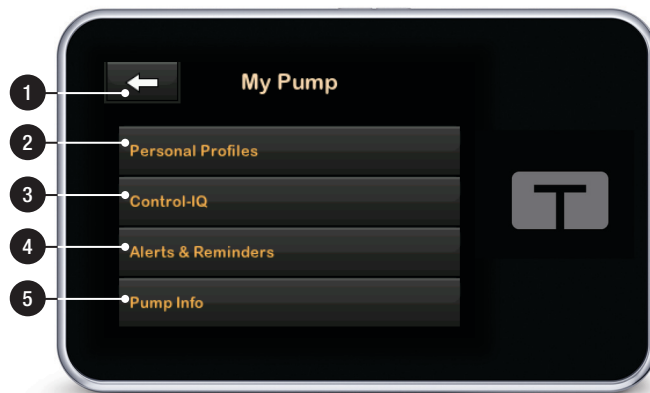 My Pump
1
2
Personal Profiles
3
Control-IQ
4
Alerts & Reminders
5
Pump Info
T